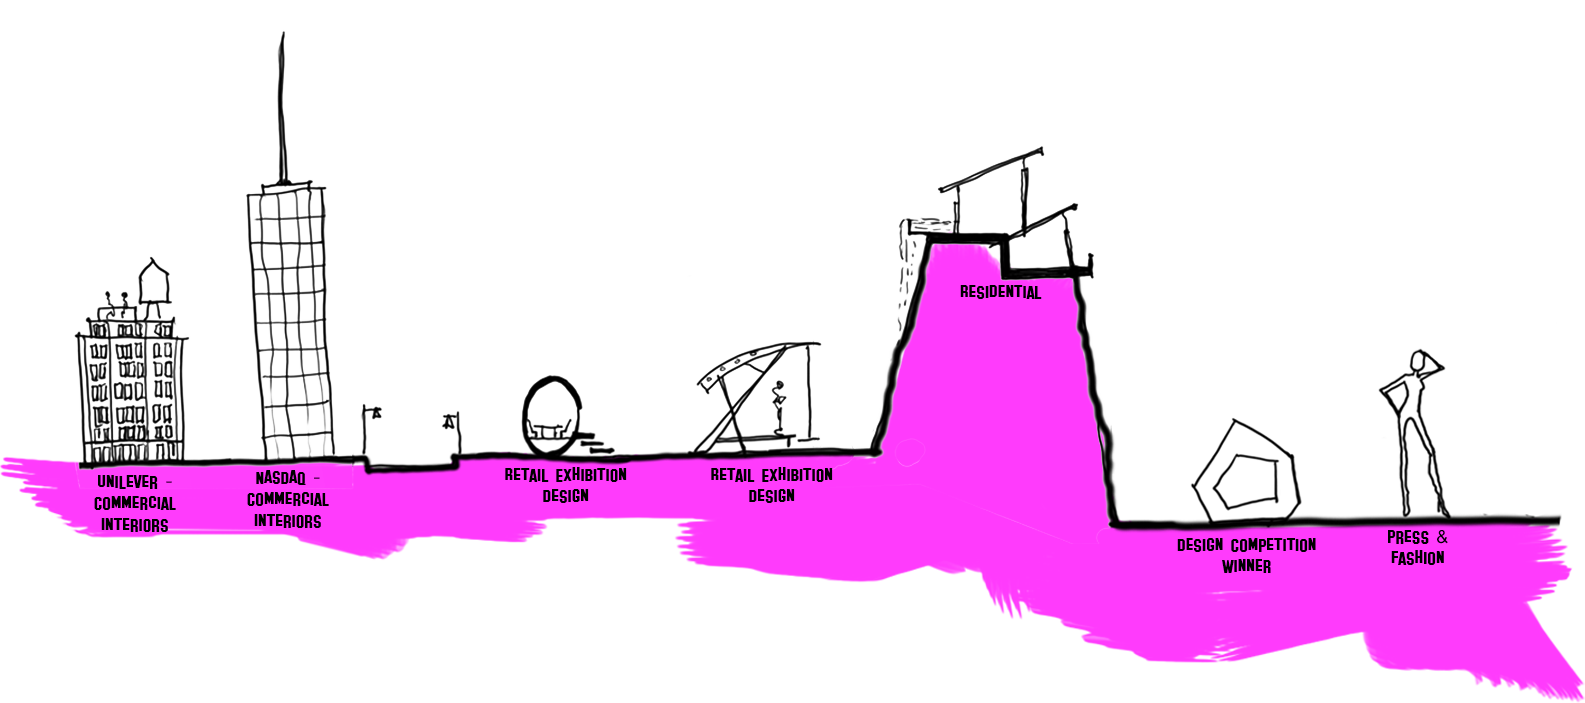 UNILEVER -
COMMERCIAL
INTERIORS
NASDAQ -
COMMERCIAL
INTERIORS
RETAIL EXHIBITION
DESIGN
RETAIL EXHIBITION
DESIGN
RESIDENTIAL
DESIGN COMPETITION
WINNER
PRESS &
FASHION